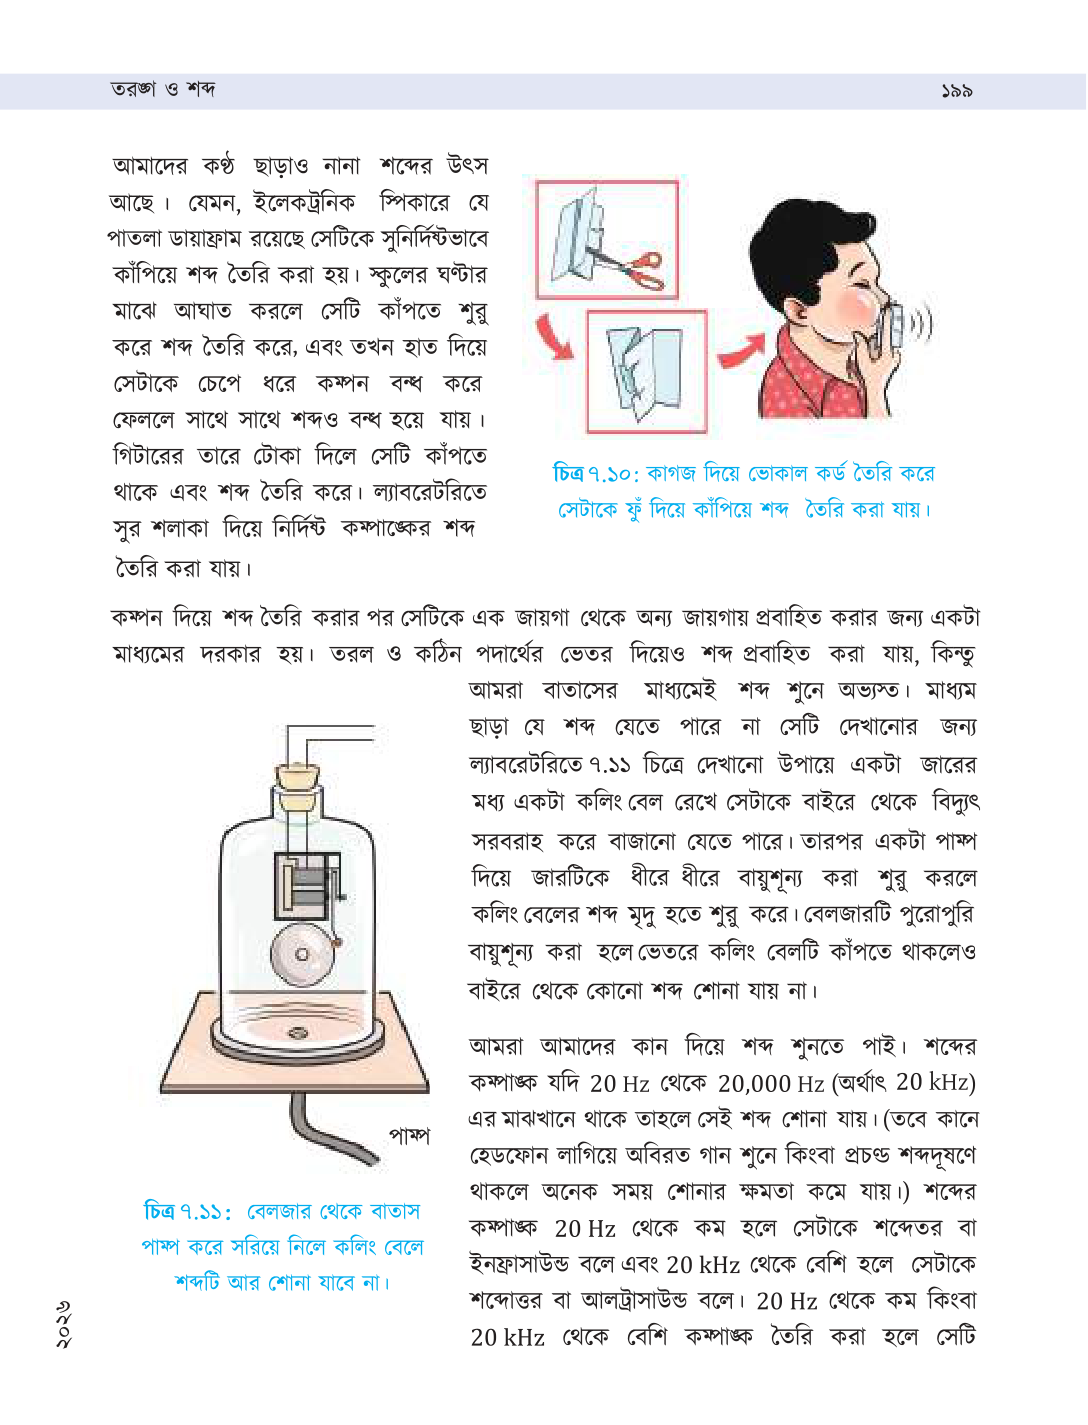 তরঙ্গ ও শব্দ
১৯৯
আমাদের কণ্ঠ ছাড়াও নানা শব্দের উৎস
আছে। যেমন, ইলেকট্রনিক স্পিকারে যে
পাতলা ডায়াফ্রাম রয়েছে সেটিকে সুনির্দিষ্টভাবে
কাঁপিয়ে শব্দ তৈরি করা হয়। স্কুলের ঘণ্টার
মাঝে আঘাত করলে সেটি কাঁপতে শুরু
করে শব্দ তৈরি করে, এবং তখন হাত দিয়ে
সেটাকে চেপে ধরে কম্পন বন্ধ করে
ফেললে সাথে সাথে শব্দও বন্ধ হয়ে যায়।
গিটারের তারে টোকা দিলে সেটি কাঁপতে
থাকে এবং শব্দ তৈরি করে। ল্যাবরেটরিতে
সুর শলাকা দিয়ে নির্দিষ্ট কম্পাঙ্কের শব্দ
তৈরি করা যায়।
চিত্র ৭.১০: কাগজ দিয়ে ভোকাল কর্ড তৈরি করে
সেটাকে ফুঁ দিয়ে কাঁপিয়ে শব্দ তৈরি করা যায়।
কম্পন দিয়ে শব্দ তৈরি করার পর সেটিকে এক জায়গা থেকে অন্য জায়গায় প্রবাহিত করার জন্য একটা
মাধ্যমের দরকার হয়। তরল ও কঠিন পদার্থের ভেতর দিয়েও শব্দ প্রবাহিত করা যায়, কিন্তু
আমরা বাতাসের মাধ্যমেই শব্দ শুনে অভ্যস্ত। মাধ্যম
ছাড়া যে শব্দ যেতে পারে না সেটি দেখানোর জন্য
ল্যাবরেটরিতে ৭.১১ চিত্রে দেখানো উপায়ে একটা জারের
মধ্য একটা কলিং বেল রেখে সেটাকে বাইরে থেকে বিদ্যুৎ
সরবরাহ করে বাজানো যেতে পারে। তারপর একটা পাম্প
দিয়ে জারটিকে ধীরে ধীরে বায়ুশূন্য করা শুরু করলে
কলিং বেলের শব্দ মৃদু হতে শুরু করে। বেলজারটি পুরোপুরি
বায়ুশূন্য করা হলে ভেতরে কলিং বেলটি কাঁপতে থাকলেও
বাইরে থেকে কোনো শব্দ শোনা যায় না।
পাম্প
চিত্র ৭.১১: বেলজার থেকে বাতাস
পাম্প করে সরিয়ে নিলে কলিং বেলে
শব্দটি আর শোনা যাবে না।
আমরা আমাদের কান দিয়ে শব্দ শুনতে পাই। শব্দের
কম্পাঙ্ক যদি 20 Hz থেকে 20,000 Hz (অর্থাৎ 20 kHz)
এর মাঝখানে থাকে তাহলে সেই শব্দ শোনা যায়। (তবে কানে
হেডফোন লাগিয়ে অবিরত গান শুনে কিংবা প্রচণ্ড শব্দদূষণে
থাকলে অনেক সময় শোনার ক্ষমতা কমে যায়।) শব্দের
কম্পাঙ্ক 20 Hz থেকে কম হলে সেটাকে শব্দেতর বা
ইনফ্রাসাউন্ড বলে এবং 20 kHz থেকে বেশি হলে সেটাকে
শব্দোত্তর বা আলট্রাসাউন্ড বলে। 20 Hz থেকে কম কিংবা
20 kHz থেকে বেশি কম্পাঙ্ক তৈরি করা হলে সেটি
২০২৬